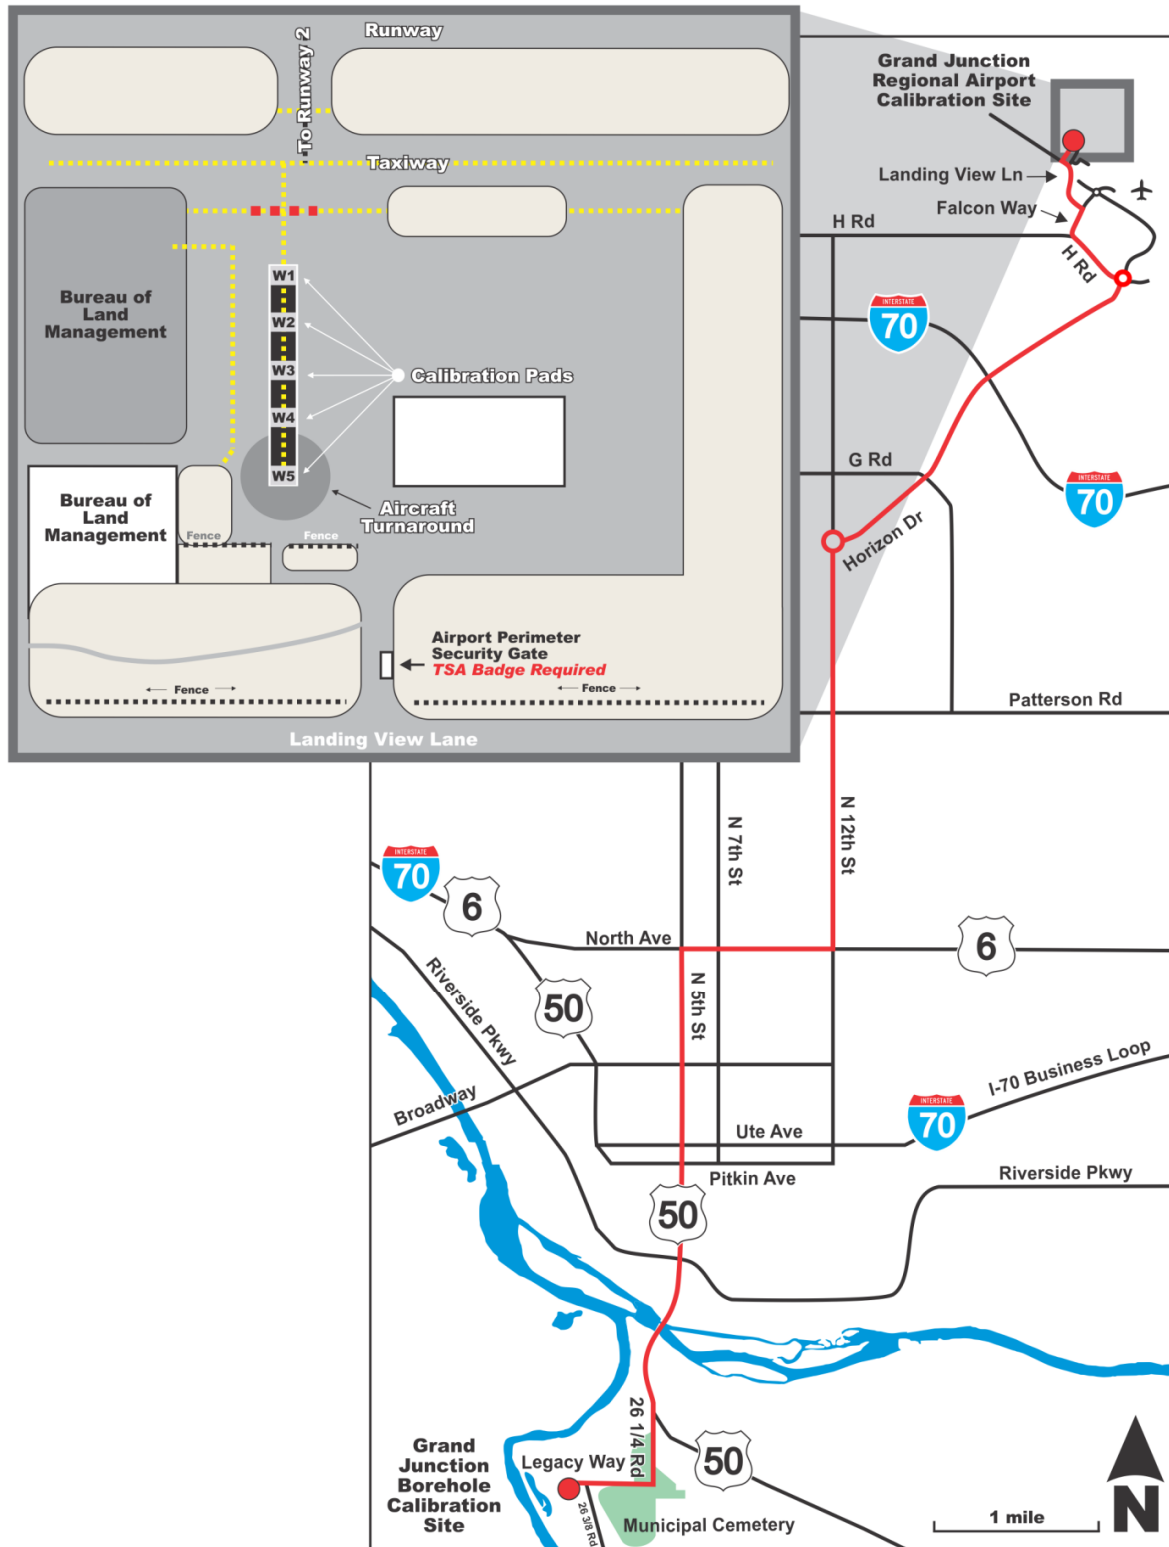 Runway
To Runway 2
Taxiway
Bureau of
Land
Management
W1
W2
W3
W4
W5
Calibration Pads
Bureau of
Land
Management
Aircraft
Turnaround
Fence
Fence
Airport Perimeter
Security Gate
TSA Badge Required
Fence
Fence
Landing View Lane
Grand Junction
Regional Airport
Calibration Site
Landing View Ln
Falcon Way
H Rd
H Rd
INTERSTATE
70
G Rd
INTERSTATE
70
Horizon Dr
Patterson Rd
N 7th St
N 12th St
INTERSTATE
70
6
North Ave
6
50
N 5th St
Riverside Pkwy
Broadway
I-70 Business Loop
INTERSTATE
70
Ute Ave
Pitkin Ave
Riverside Pkwy
50
26 1/4 Rd
Grand
Junction
Borehole
Calibration
Site
Legacy Way
50
26 3/8 Rd
Municipal Cemetery
1 mile
N